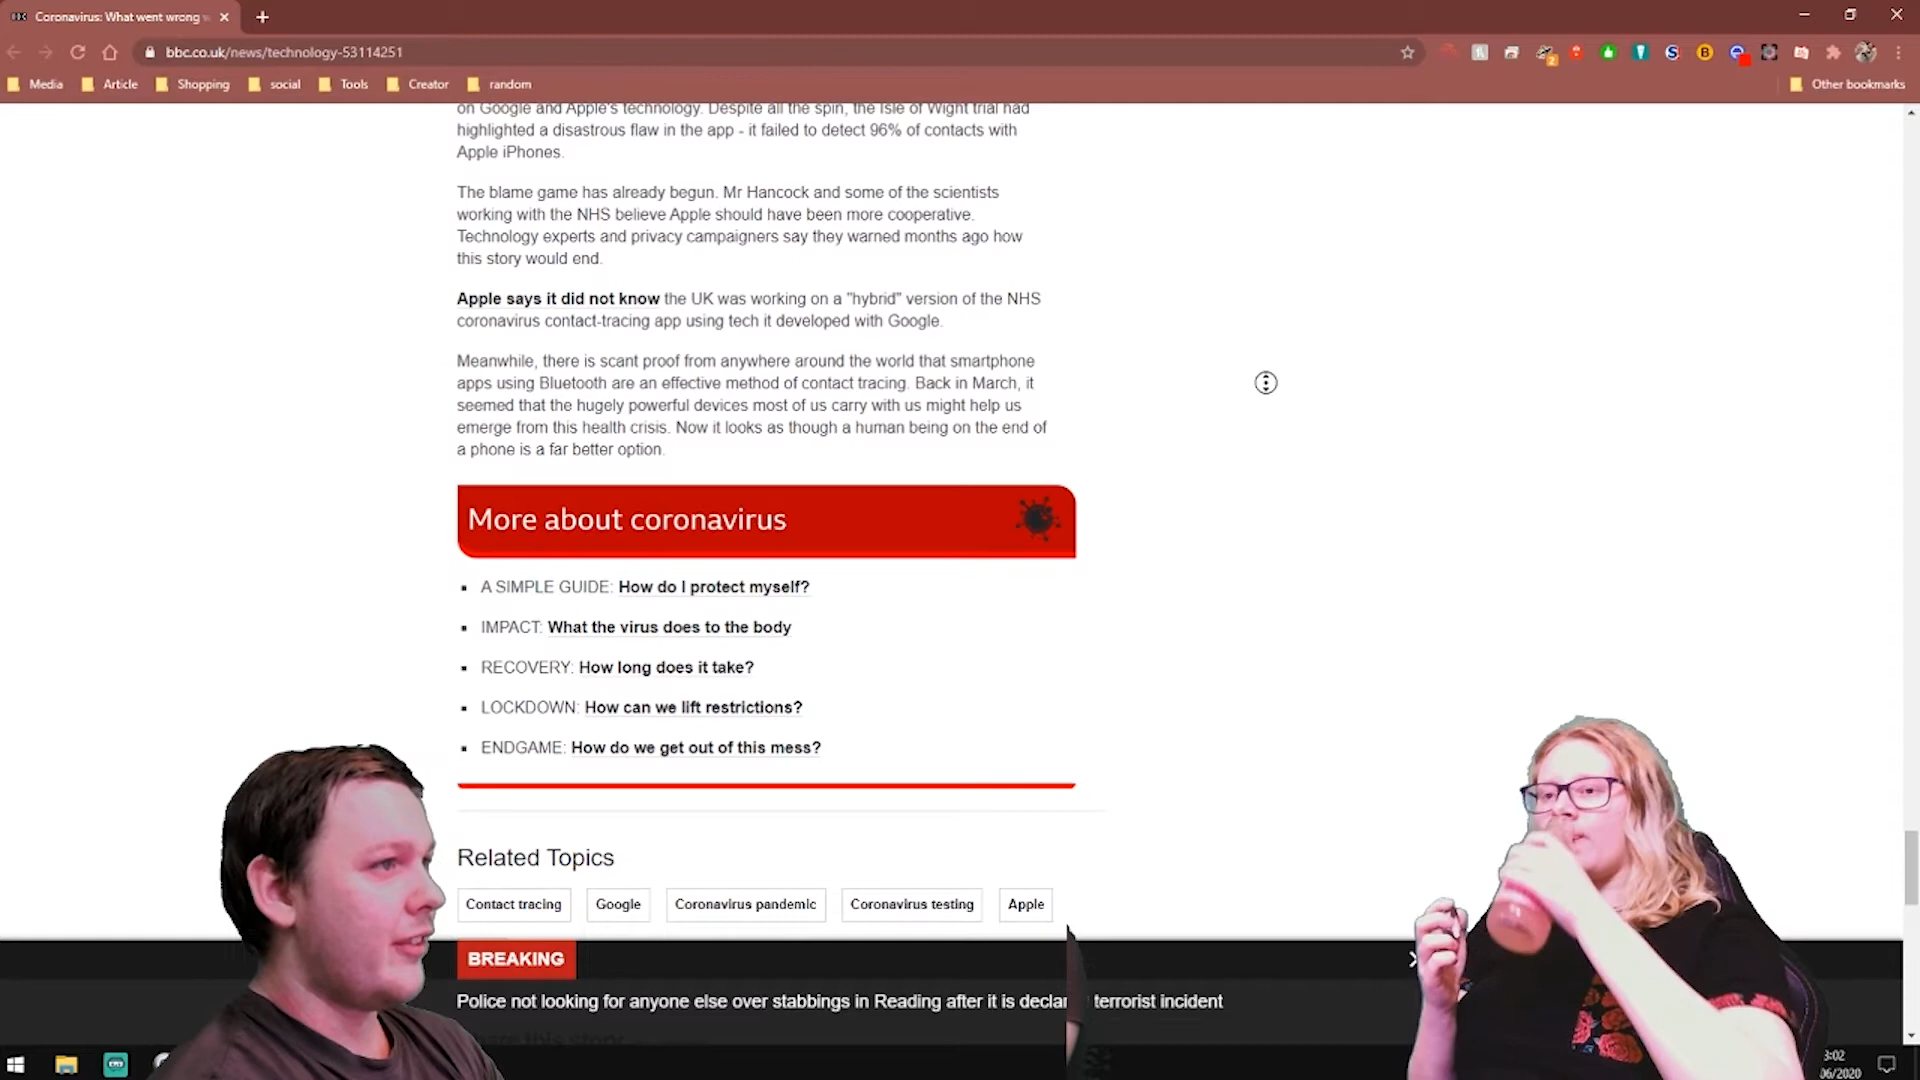 Coronavirus: What went wrong
bbc.co.uk/news/technology-53114251
Media
Article
Shopping
social
Tools
Creator
random
Other bookmarks
on Google and Apple's technology. Despite all the spin, the Isle of Wight trial had
highlighted a disastrous flaw in the app - it failed to detect 96% of contacts with
Apple iPhones.
The blame game has already begun. Mr Hancock and some of the scientists
working with the NHS believe Apple should have been more cooperative.
Technology experts and privacy campaigners say they warned months ago how
this story would end.
Apple says it did not know the UK was working on a "hybrid" version of the NHS
coronavirus contact-tracing app using tech it developed with Google.
Meanwhile, there is scant proof from anywhere around the world that smartphone
apps using Bluetooth are an effective method of contact tracing. Back in March, it
seemed that the hugely powerful devices most of us carry with us might help us
emerge from this health crisis. Now it looks as though a human being on the end of
a phone is a far better option.
More about coronavirus
A SIMPLE GUIDE: How do I protect myself?
IMPACT: What the virus does to the body
RECOVERY: How long does it take?
LOCKDOWN: How can we lift restrictions?
ENDGAME: How do we get out of this mess?
Related Topics
Contact tracing
Google
Coronavirus pandemic
Coronavirus testing
Apple
BREAKING
Police not looking for anyone else over stabbings in Reading after it is declar terrorist incident
3:02
06/2020